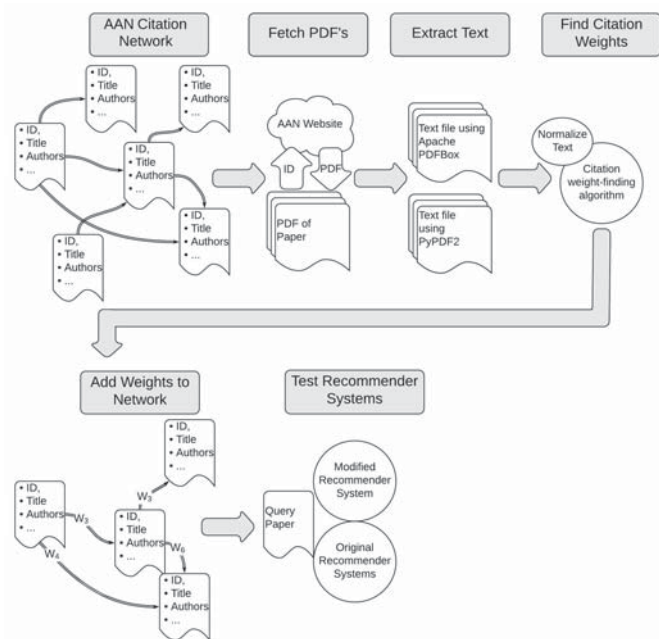 AAN Citation
Network
Fetch PDF's
Extract Text
Find Citation
Weights
• ID,
• Title
• Authors
• ...
• ID,
• Title
• Authors
• ...
• ID,
• Title
• Authors
• ...
• ID,
• Title
• Authors
• ...
• ID,
• Title
• Authors
• ...
• ID,
• Title
• Authors
• ...
AAN Website
ID
PDF
PDF of
Paper
Text file using
Apache
PDFBox
Text file
using
PyPDF2
Normalize
Text
Citation
weight-finding
algorithm
Add Weights to
Network
Test Recommender
Systems
• ID,
• Title
• Authors
• ...
• ID,
• Title
• Authors
• ...
• ID,
• Title
• Authors
• ...
• ID,
• Title
• Authors
• ...
W₃
W₃
W₄
W₆
Query
Paper
Modified
Recommender
System
Original
Recommender
Systems